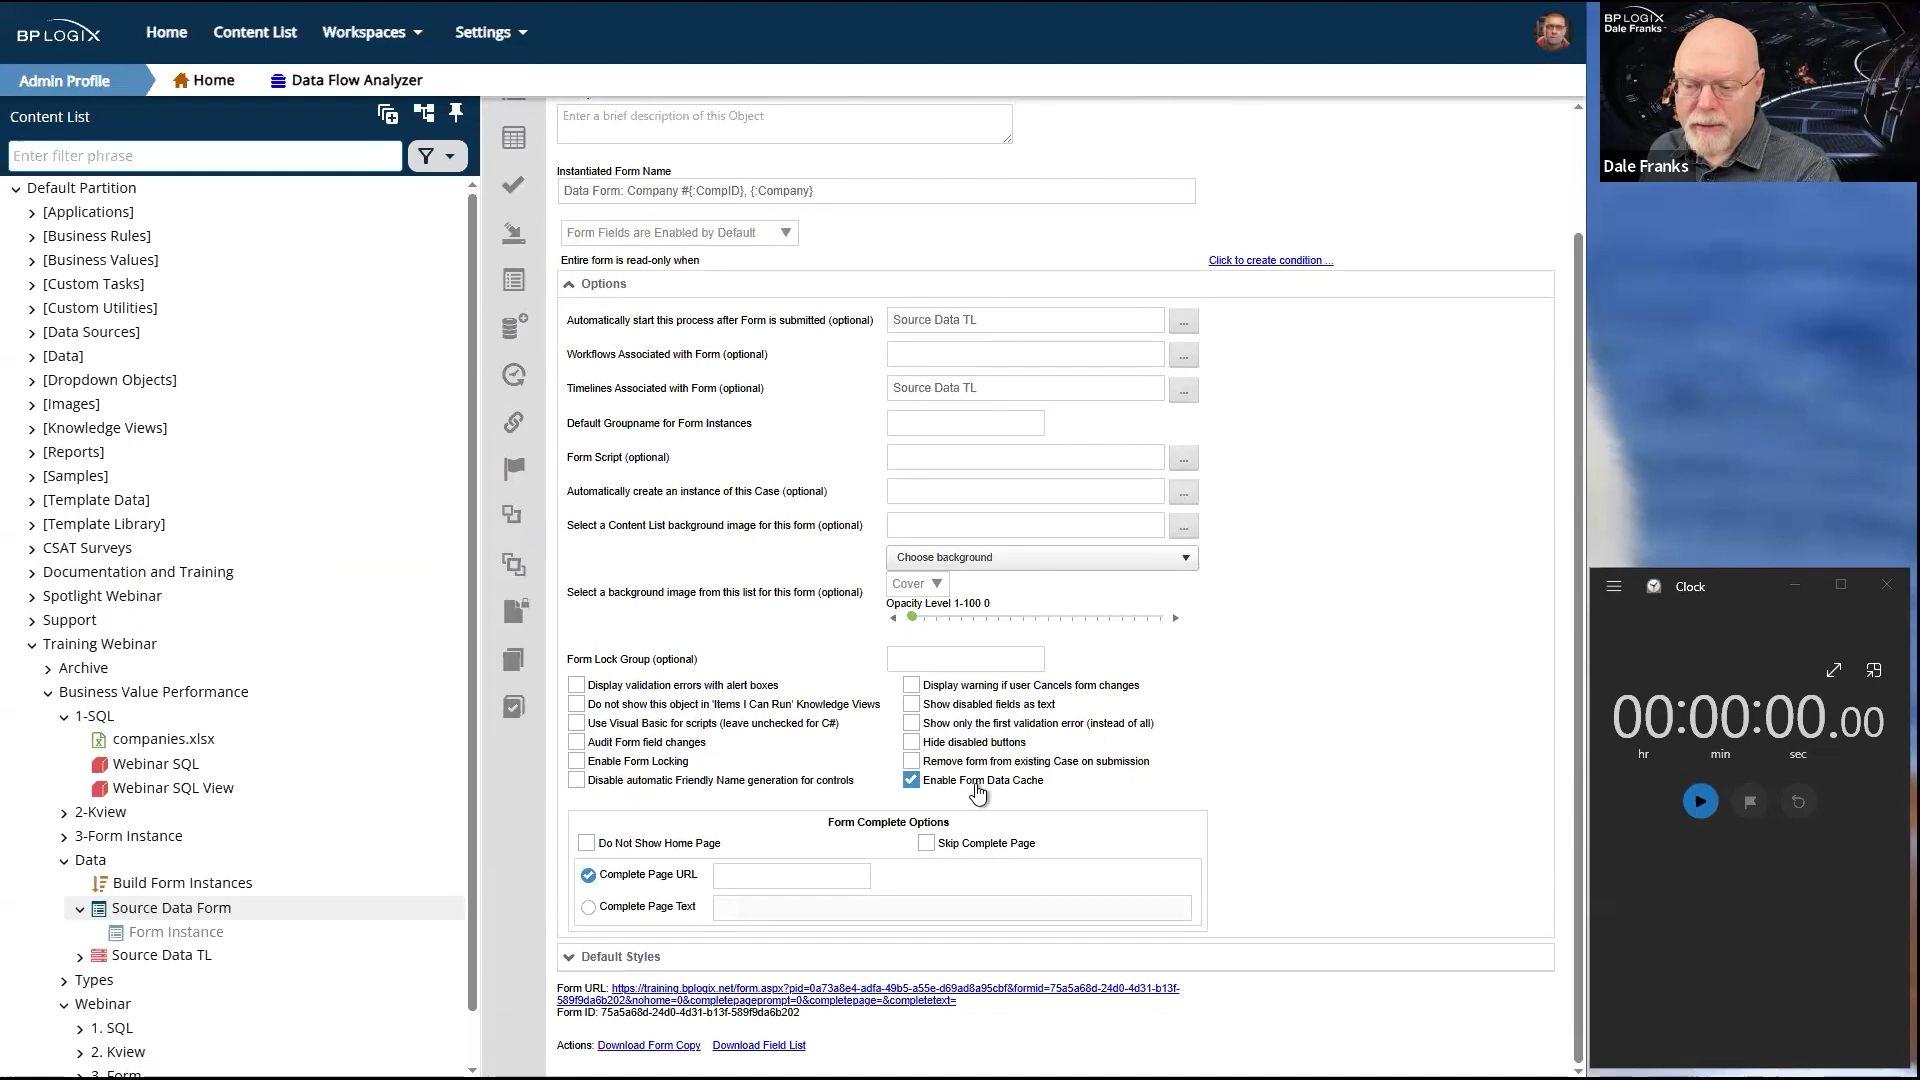 BP LOGIX
Home
Content List
Workspaces
Settings
BP LOGIX
Dale Franks
Admin Profile
Home
Data Flow Analyzer
Content List
Enter filter phrase
Default Partition
[Applications]
[Business Rules]
[Business Values]
[Custom Tasks]
[Custom Utilities]
[Data Sources]
[Data]
[Dropdown Objects]
[Images]
[Knowledge Views]
[Reports]
[Samples]
[Template Data]
[Template Library]
CSAT Surveys
Documentation and Training
Spotlight Webinar
Support
Training Webinar
Archive
Business Value Performance
1-SQL
companies.xlsx
Webinar SQL
Webinar SQL View
2-Kview
3-Form Instance
Data
Build Form Instances
Source Data Form
Form Instance
Source Data TL
Types
Webinar
1. SQL
2. Kview
3. Form
Enter a brief description of this Object
Instantiated Form Name
Data Form: Company #{:CompID}, {:Company}
Form Fields are Enabled by Default
Entire form is read-only when
Click to create condition ...
Options
Automatically start this process after Form is submitted (optional)
Source Data TL
...
Workflows Associated with Form (optional)
...
Timelines Associated with Form (optional)
Source Data TL
...
Default Groupname for Form Instances
Form Script (optional)
...
Automatically create an instance of this Case (optional)
...
Select a Content List background image for this form (optional)
...
Choose background
Select a background image from this list for this form (optional)
Cover
Opacity Level 1-100 0
Form Lock Group (optional)
Display validation errors with alert boxes
Display warning if user Cancels form changes
Do not show this object in 'Items I Can Run' Knowledge Views
Show disabled fields as text
Use Visual Basic for scripts (leave unchecked for C#)
Show only the first validation error (instead of all)
Audit Form field changes
Hide disabled buttons
Enable Form Locking
Remove form from existing Case on submission
Disable automatic Friendly Name generation for controls
Enable Form Data Cache
Form Complete Options
Do Not Show Home Page
Skip Complete Page
Complete Page URL
Complete Page Text
Default Styles
Form URL: https://training.bplogix.net/form.aspx?pid=0a73a8e4-adfa-49b5-a55e-d69ad8a95cbf&formid=75a5a68d-24d0-4d31-b13f-
589f9da6b202&nohome=0&completepageprompt=0&completepage=&completetext=
Form ID: 75a5a68d-24d0-4d31-b13f-589f9da6b202
Actions: Download Form Copy Download Field List
Dale Franks
Clock
00:00:00.00
hr
min
sec